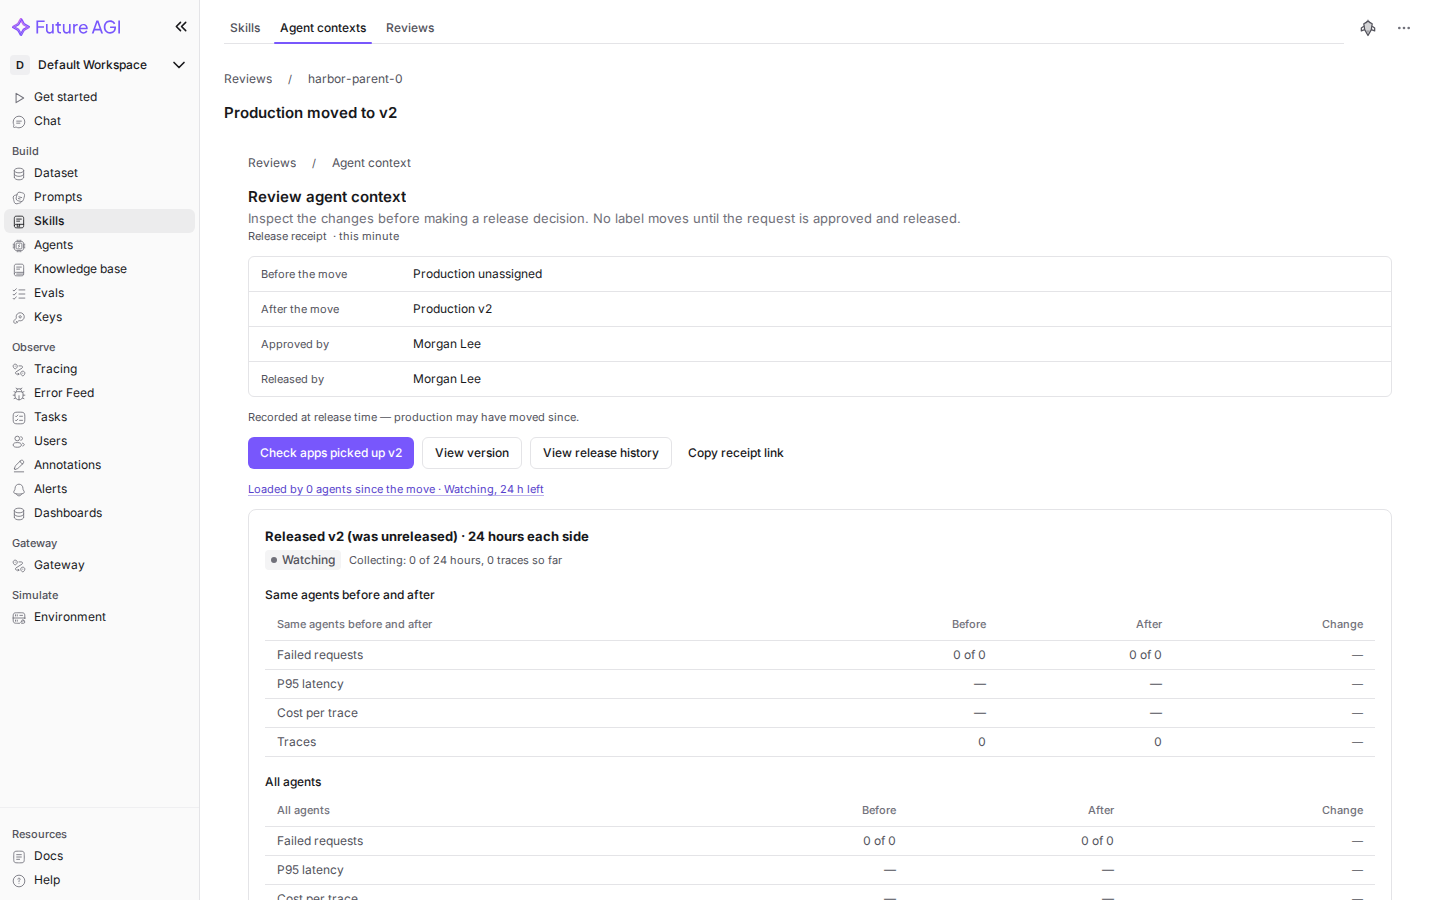 Future AGI
D Default Workspace
Get started
Chat
Build
Dataset
Prompts
Skills
Agents
Knowledge base
Evals
Keys
Observe
Tracing
Error Feed
Tasks
Users
Annotations
Alerts
Dashboards
Gateway
Gateway
Simulate
Environment
Resources
Docs
Help
Skills Agent contexts Reviews
Reviews / harbor-parent-0
Production moved to v2
Reviews / Agent context
Review agent context
Inspect the changes before making a release decision. No label moves until the request is approved and released.
Release receipt · this minute
Before the move Production unassigned
After the move Production v2
Approved by Morgan Lee
Released by Morgan Lee
Recorded at release time — production may have moved since.
Check apps picked up v2 View version View release history Copy receipt link
Loaded by 0 agents since the move · Watching, 24 h left
Released v2 (was unreleased) · 24 hours each side
Watching Collecting: 0 of 24 hours, 0 traces so far
Same agents before and after
Same agents before and after Before After Change
Failed requests 0 of 0 0 of 0 —
P95 latency — — —
Cost per trace — — —
Traces 0 0 —
All agents
All agents Before After Change
Failed requests 0 of 0 0 of 0 —
P95 latency — — —
Cost per trace — — —